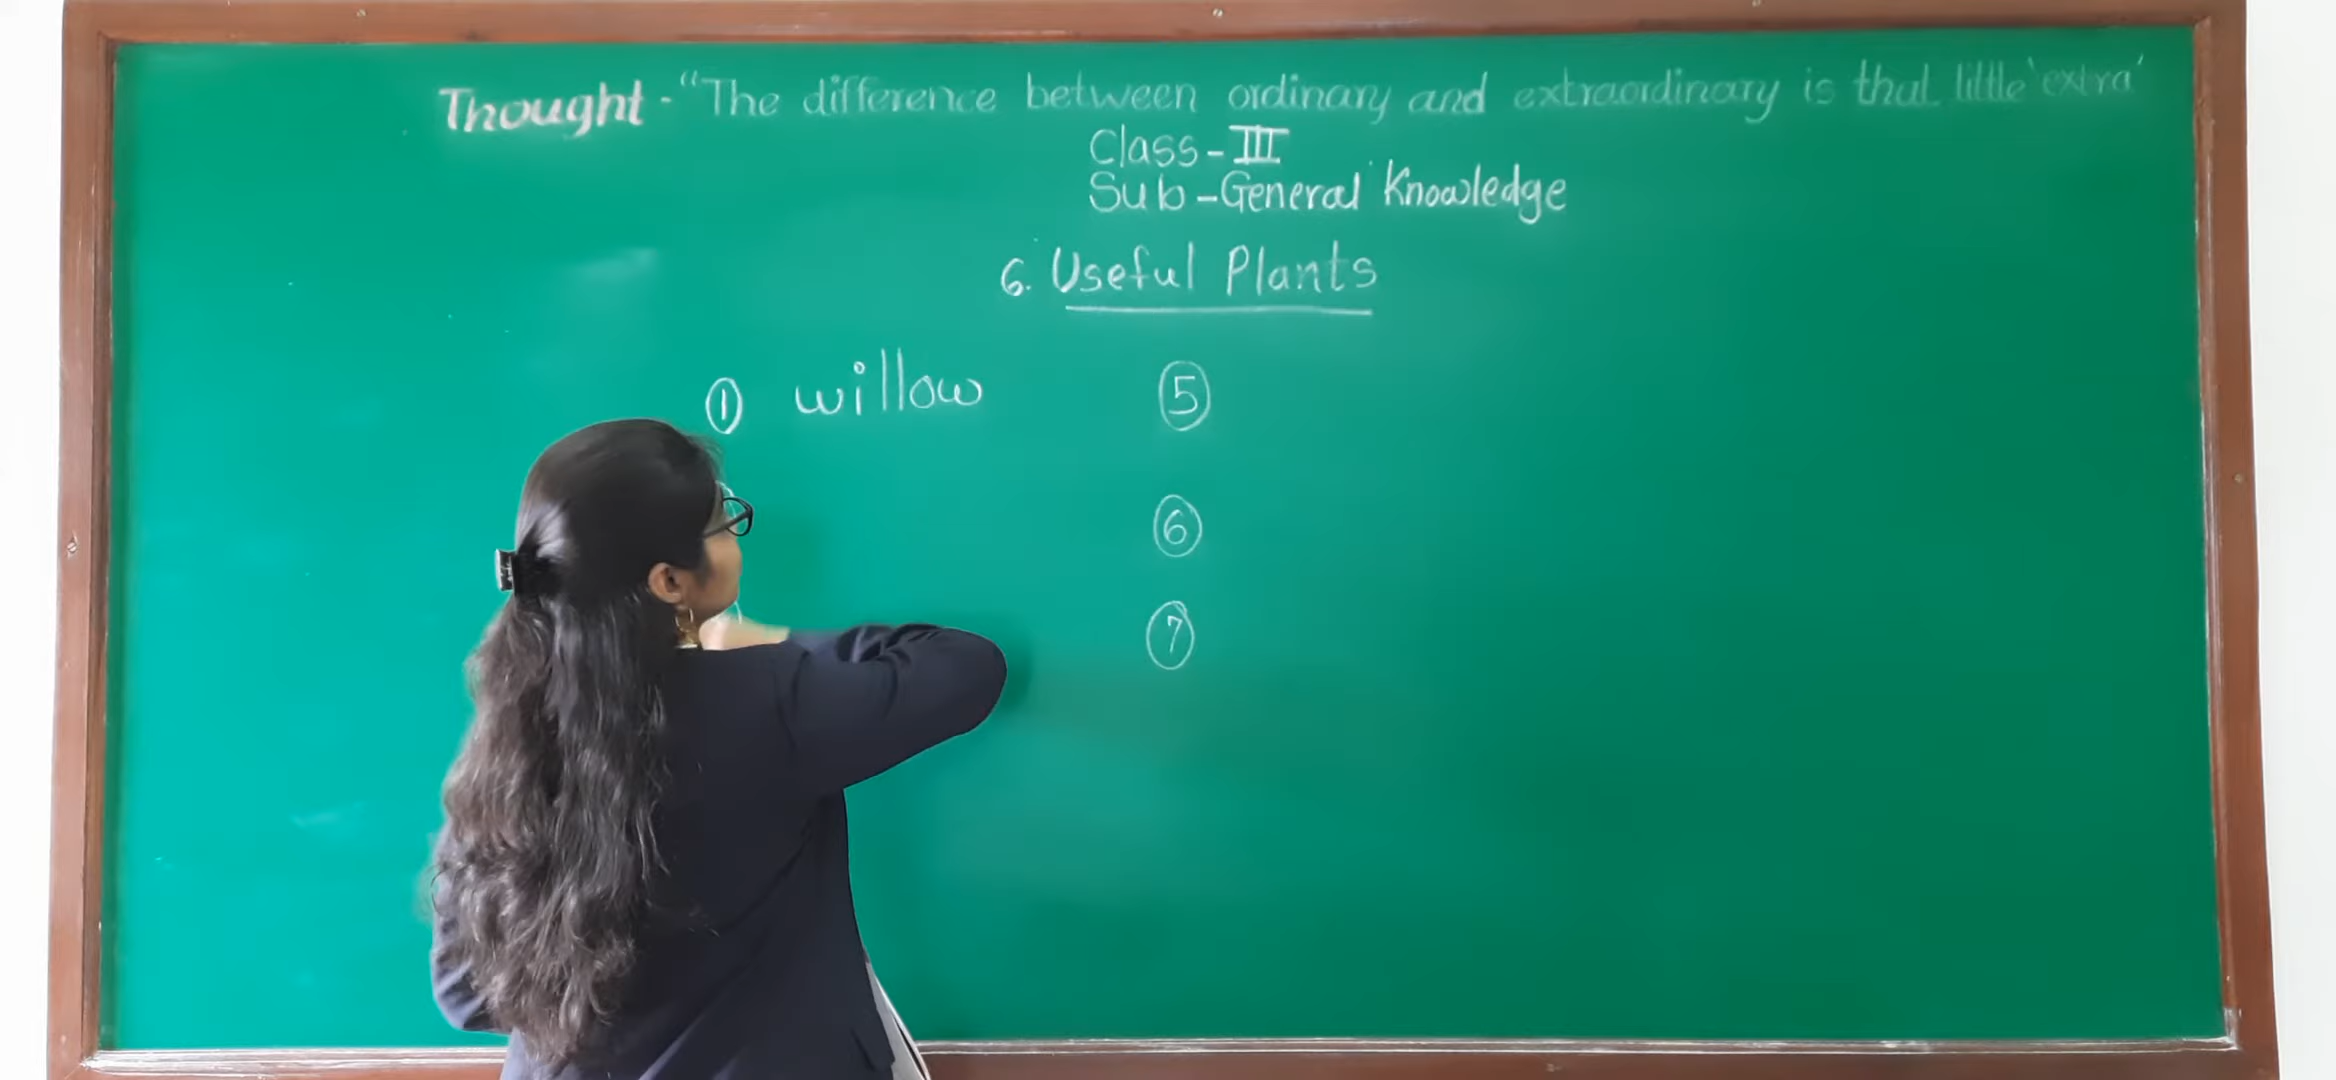 Thought - "The difference between ordinary and extraordinary is that little 'extra'
Class - III
Sub - General Knowledge
6. Useful Plants
① willow
⑤
⑥
⑦